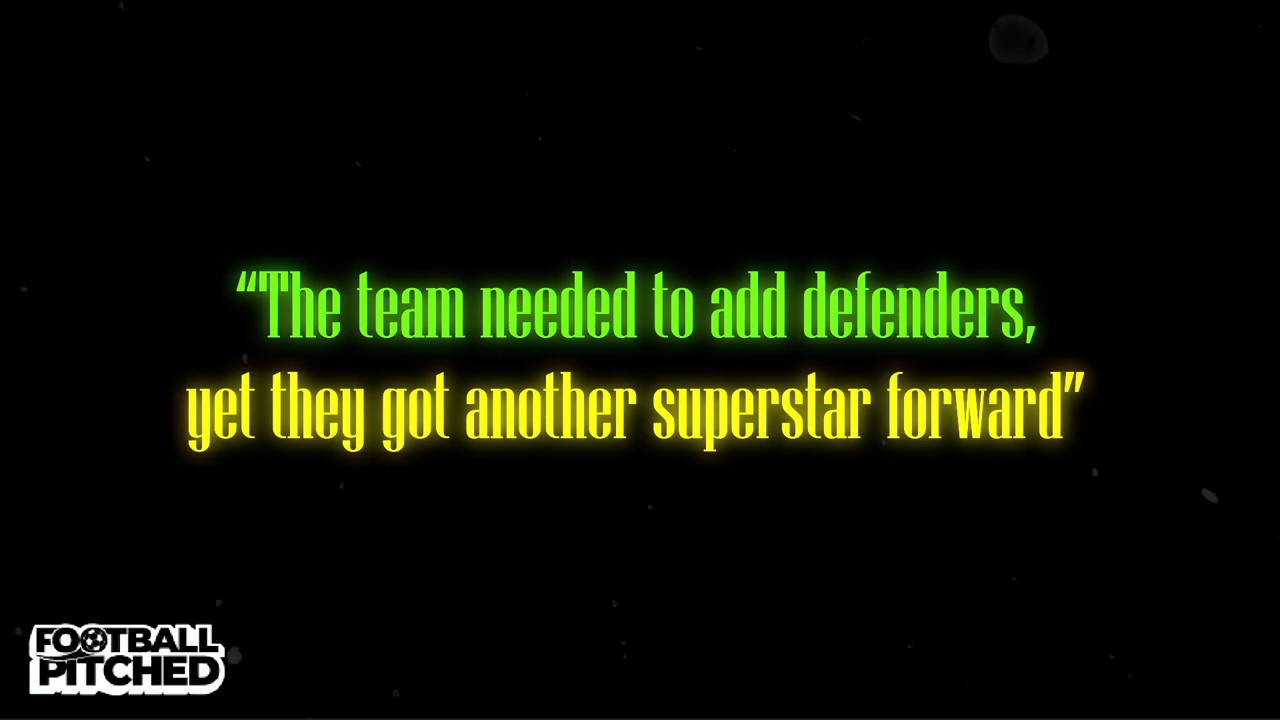 “The team needed to add defenders,
yet they got another superstar forward”
FOOTBALL
PITCHED